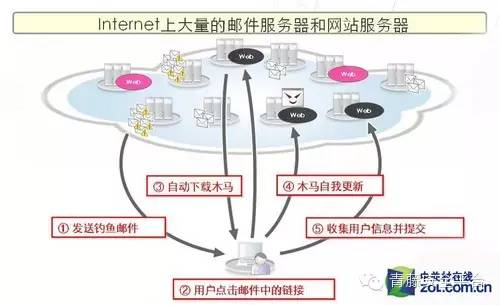 Internet上大量的邮件服务器和网站服务器
Web
Web
Web
Web
Web
Web
③ 自动下载木马
④ 木马自我更新
① 发送钓鱼邮件
⑤ 收集用户信息并提交
② 用户点击邮件中的链接
中关村在线
ZOL.COM.CN